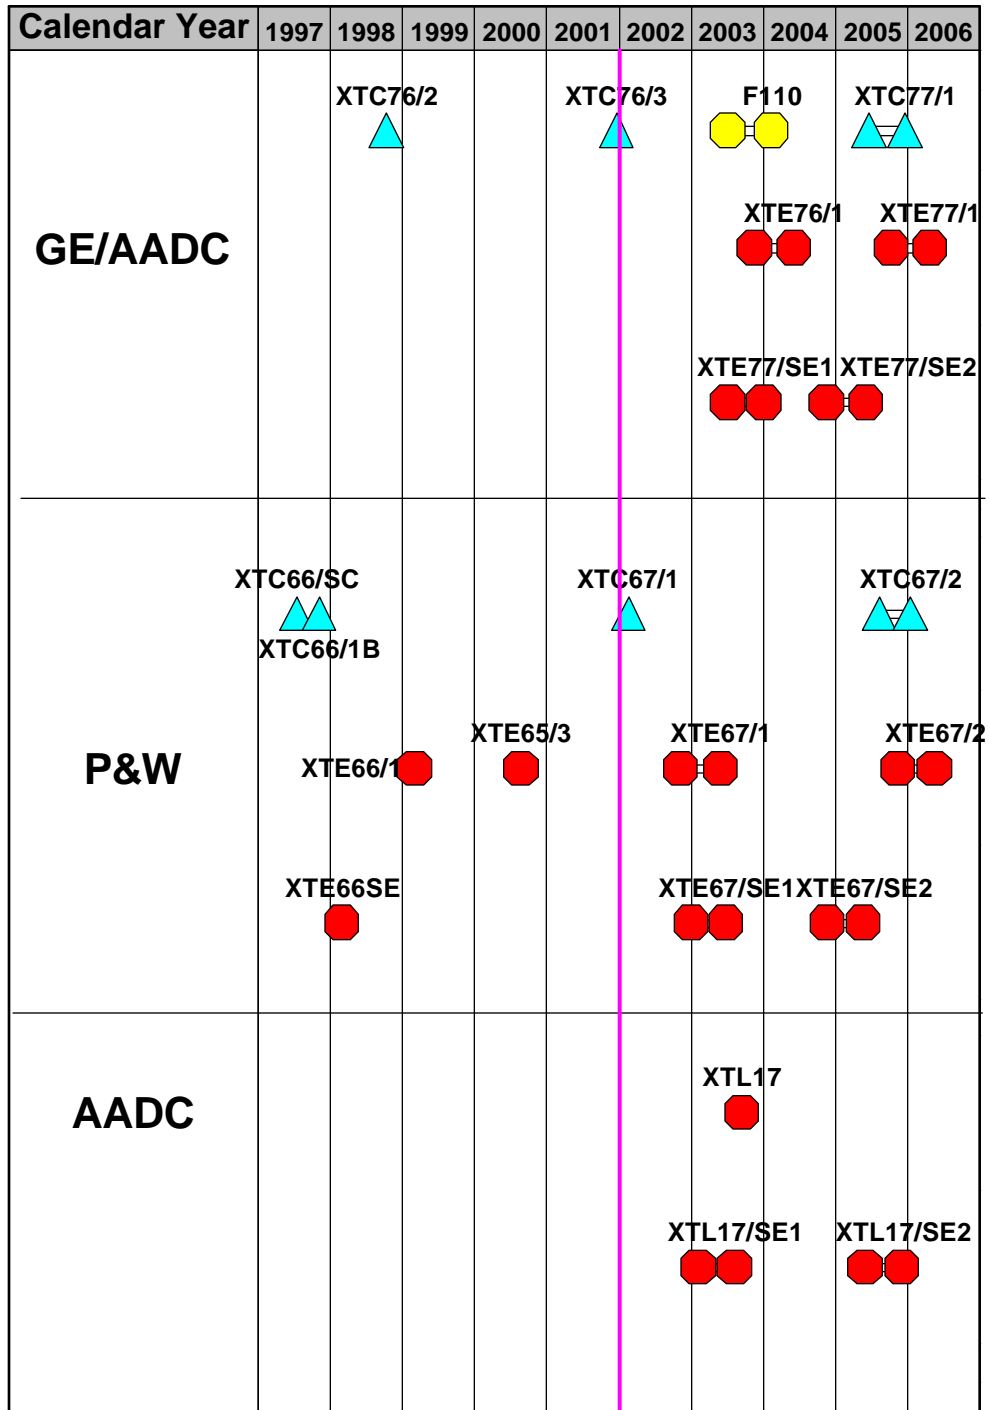 Calendar Year 1997 1998 1999 2000 2001 2002 2003 2004 2005 2006
XTC76/2 XTC76/3 F110 XTC77/1
XTE76/1 XTE77/1
GE/AADC
XTE77/SE1 XTE77/SE2
XTC66/SC XTC67/1 XTC67/2
XTC66/1B
XTE65/3 XTE67/1 XTE67/2
P&W XTE66/1
XTE66SE XTE67/SE1 XTE67/SE2
XTL17
AADC
XTL17/SE1 XTL17/SE2